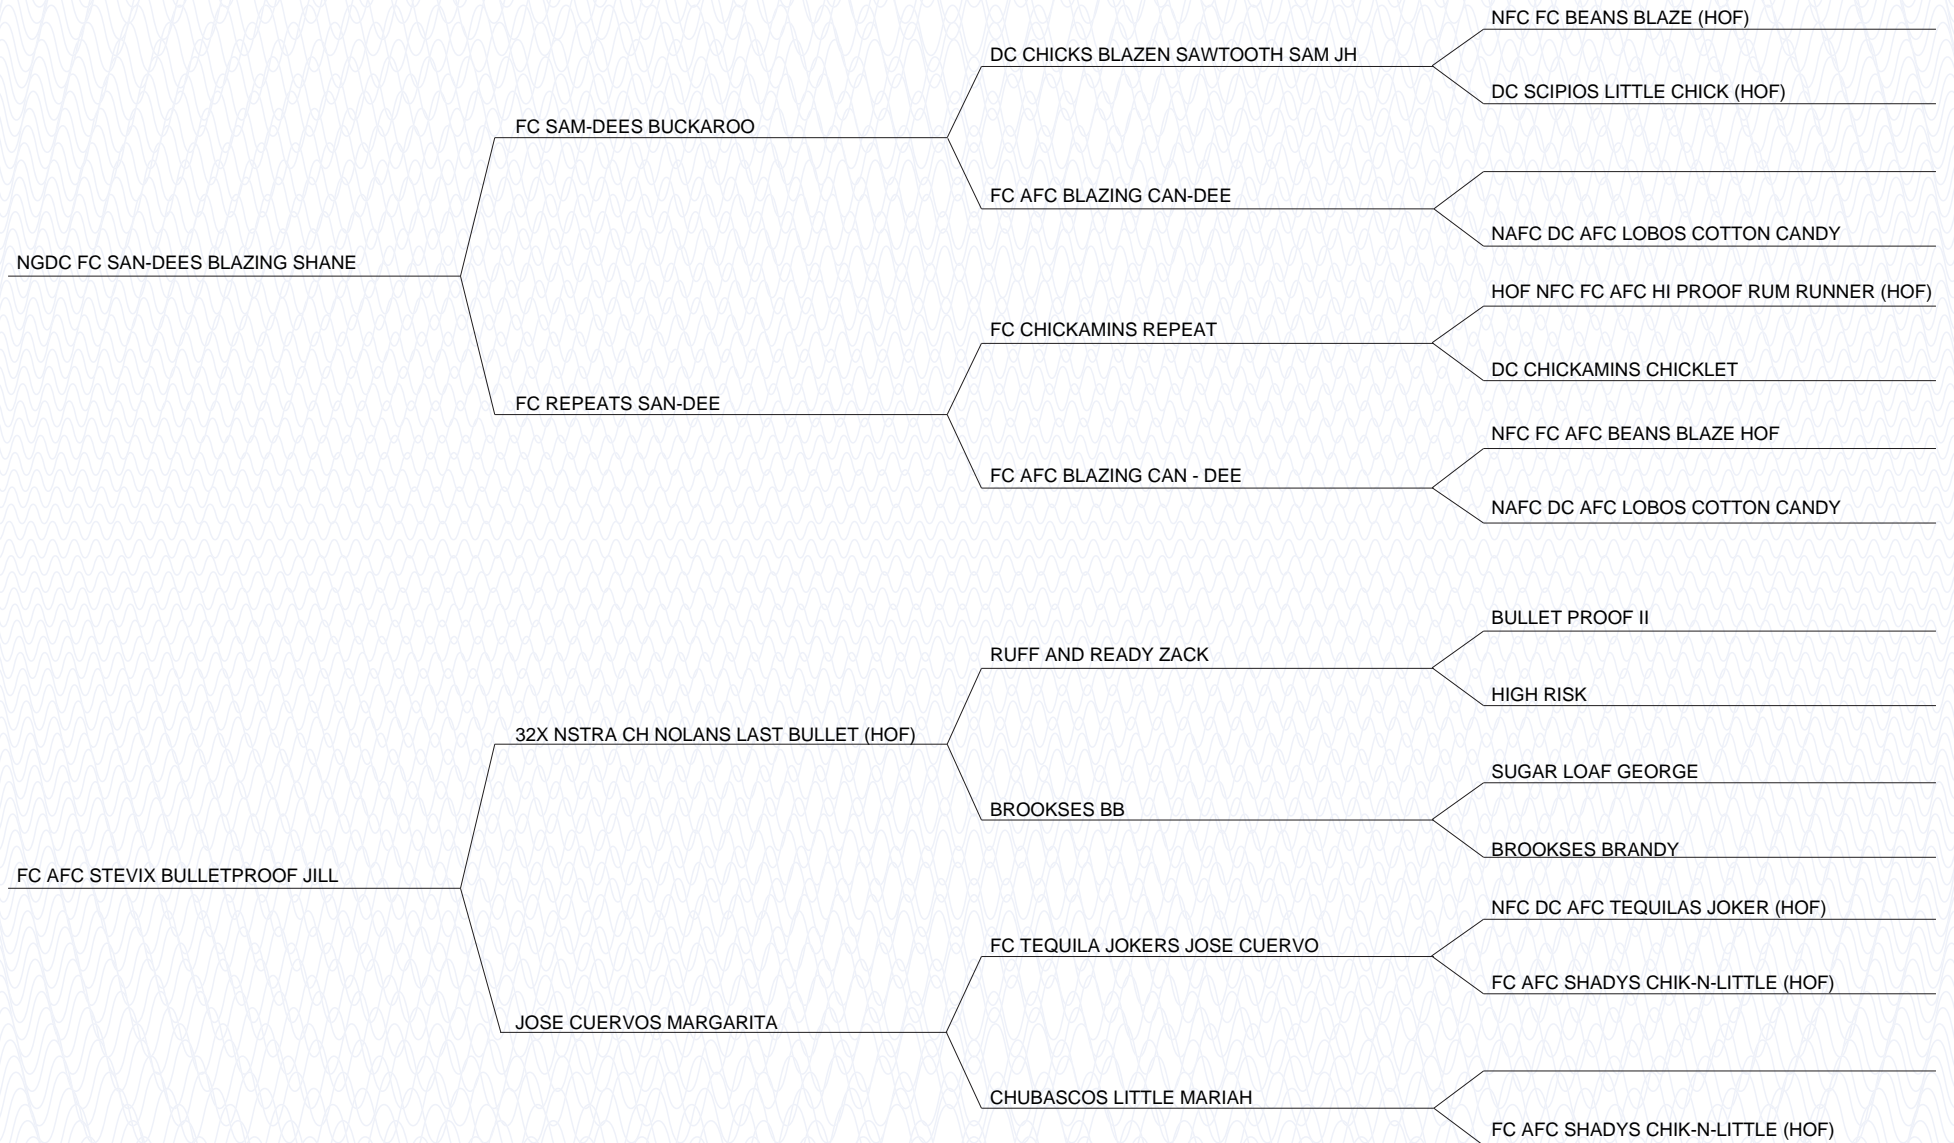 NFC FC BEANS BLAZE (HOF)
DC CHICKS BLAZEN SAWTOOTH SAM JH
DC SCIPIOS LITTLE CHICK (HOF)
FC SAM-DEES BUCKAROO
FC AFC BLAZING CAN-DEE
NAFC DC AFC LOBOS COTTON CANDY
NGDC FC SAN-DEES BLAZING SHANE
HOF NFC FC AFC HI PROOF RUM RUNNER (HOF)
FC CHICKAMINS REPEAT
DC CHICKAMINS CHICKLET
FC REPEATS SAN-DEE
NFC FC AFC BEANS BLAZE HOF
FC AFC BLAZING CAN - DEE
NAFC DC AFC LOBOS COTTON CANDY
BULLET PROOF II
RUFF AND READY ZACK
HIGH RISK
32X NSTRA CH NOLANS LAST BULLET (HOF)
SUGAR LOAF GEORGE
BROOKSES BB
BROOKSES BRANDY
FC AFC STEVIX BULLETPROOF JILL
NFC DC AFC TEQUILAS JOKER (HOF)
FC TEQUILA JOKERS JOSE CUERVO
FC AFC SHADYS CHIK-N-LITTLE (HOF)
JOSE CUERVOS MARGARITA
CHUBASCOS LITTLE MARIAH
FC AFC SHADYS CHIK-N-LITTLE (HOF)